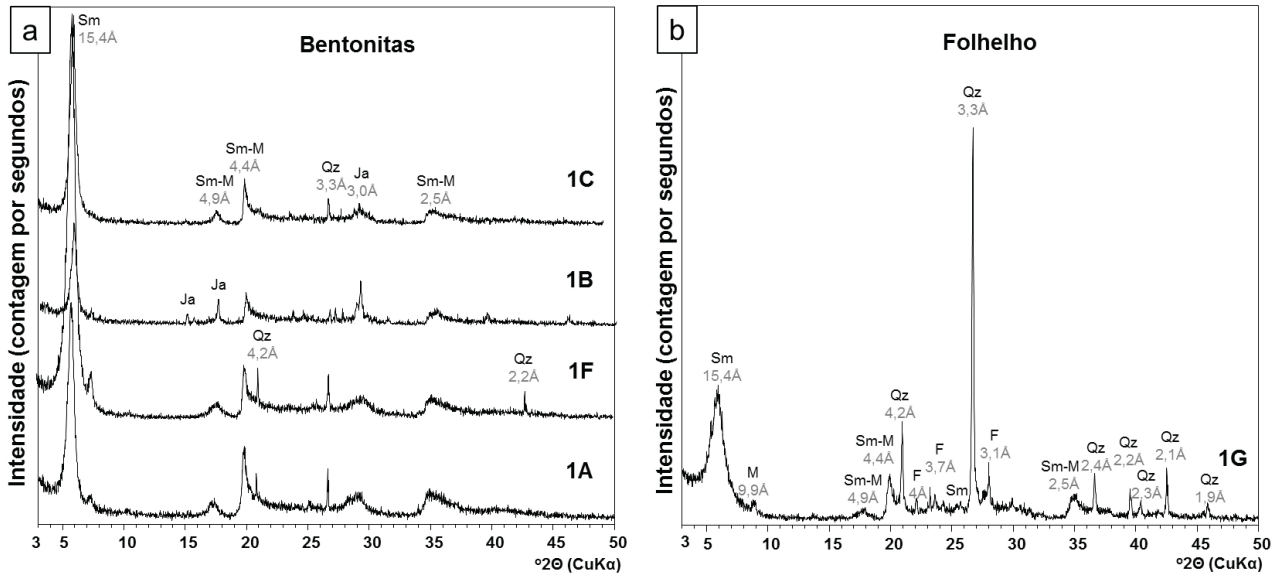 a
Bentonitas
Intensidade (contagem por segundos)
Sm
15,4Å
Sm-M
4,9Å
Sm-M
4,4Å
Qz
3,3Å
Ja
3,0Å
Sm-M
2,5Å
1C
Ja
Ja
1B
Qz
4,2Å
Qz
2,2Å
1F
1A
3 10 15 20 25 30 35 40 45 50
°2Θ (CuKα)
b
Folhelho
Intensidade (contagem por segundos)
Sm
15,4Å
M
9,9Å
Sm-M
4,9Å
Sm-M
4,4Å
Qz
4,2Å
F
4Å
F
3,7Å
Sm
Qz
3,3Å
F
3,1Å
Sm-M
2,5Å
Qz
2,4Å
Qz
2,2Å
Qz
2,3Å
Qz
2,1Å
Qz
1,9Å
1G
3 5 10 15 20 25 30 35 40 45 50
°2Θ (CuKα)